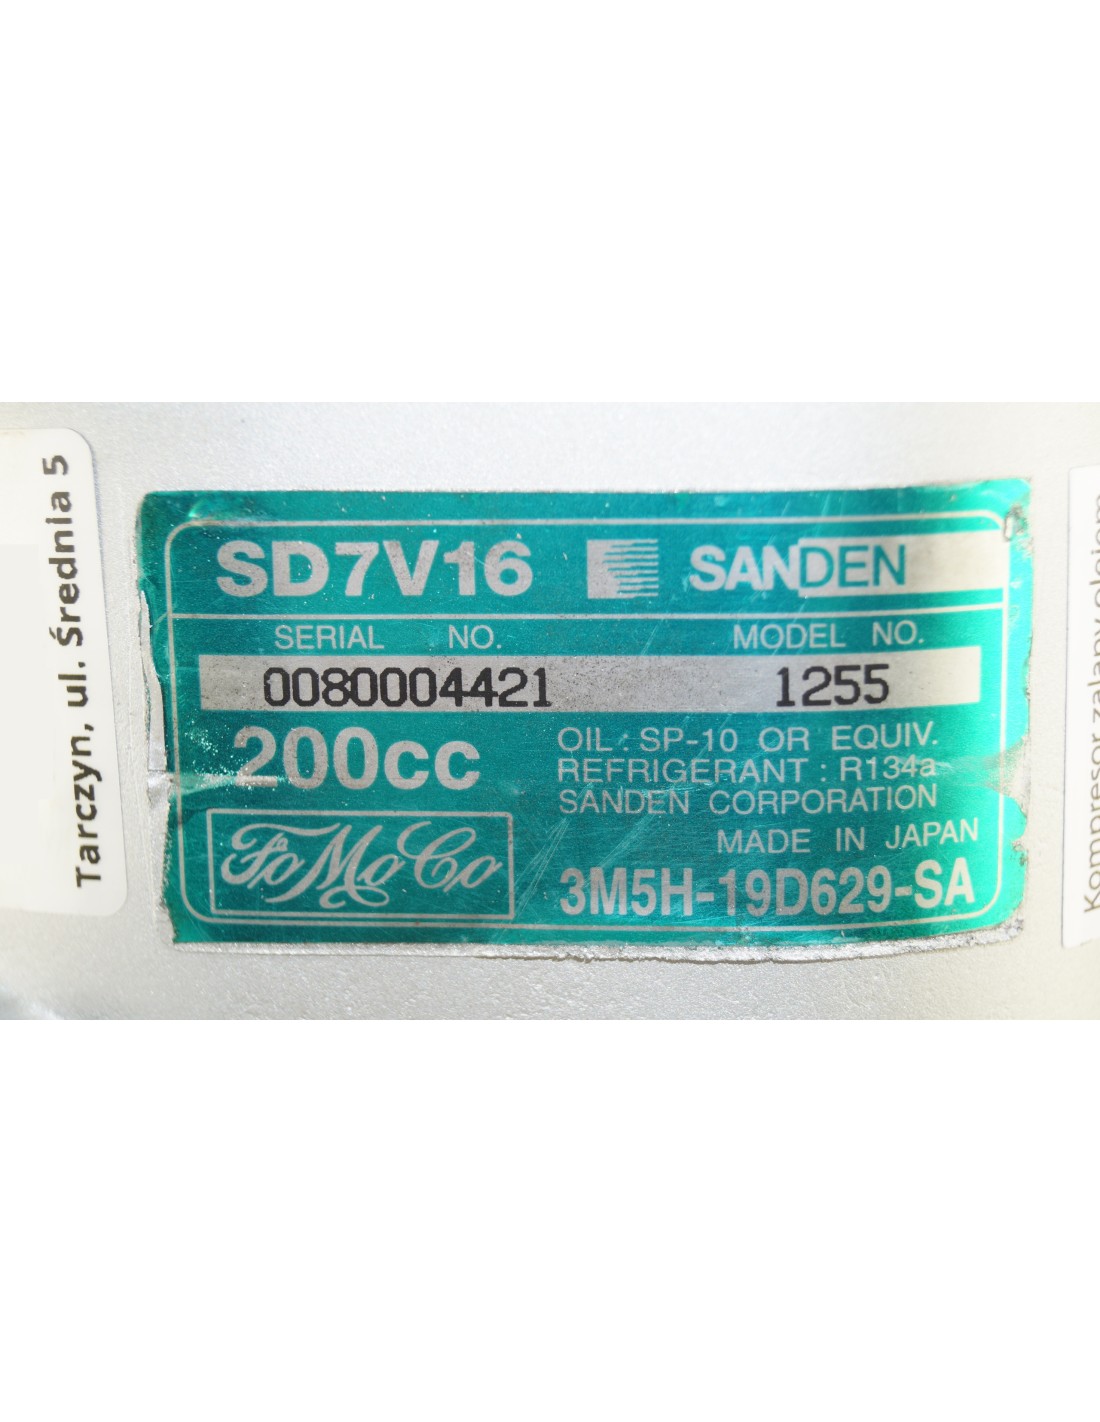 Tarczyn, ul. Średnia 5
SD7V16 SANDEN
SERIAL NO. MODEL NO.
0080004421 1255
200cc
OIL : SP-10 OR EQUIV.
REFRIGERANT : R134a
SANDEN CORPORATION
MADE IN JAPAN
FoMoCo
3M5H-19D629-SA
Kompresor zalany olejem